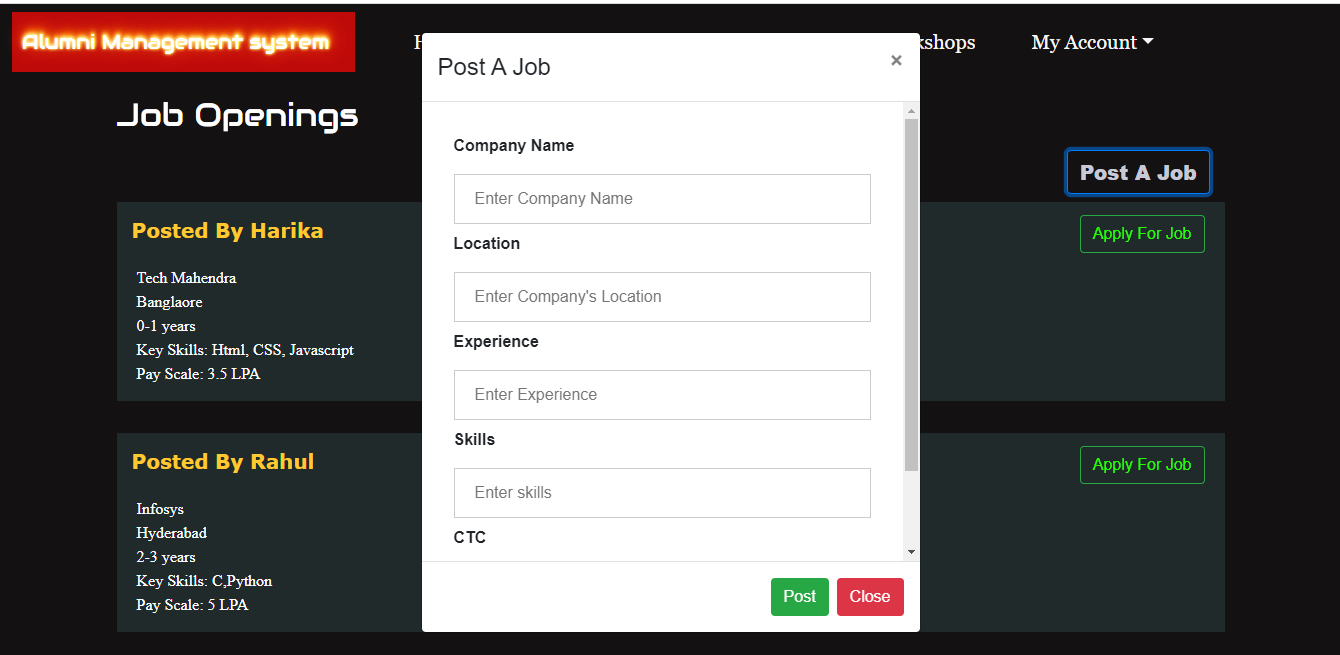 Alumni Management system
My Account
Post A Job
×
Job Openings
Post A Job
Company Name
Enter Company Name
Location
Enter Company's Location
Experience
Enter Experience
Skills
Enter skills
CTC
Post Close
Posted By Harika
Apply For Job
Tech Mahendra
Banglaore
0-1 years
Key Skills: Html, CSS, Javascript
Pay Scale: 3.5 LPA
Posted By Rahul
Apply For Job
Infosys
Hyderabad
2-3 years
Key Skills: C,Python
Pay Scale: 5 LPA